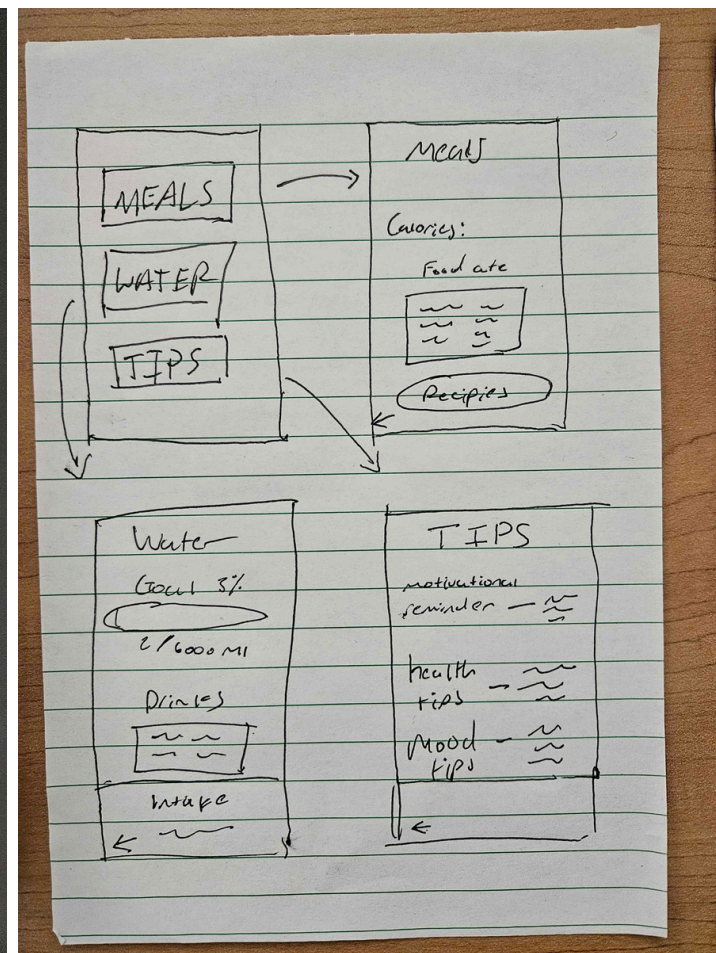 MEALS
WATER
TIPS
Meals
Calories:
Food ate
Recipies
Water
Goal 3%
2/6000 Ml
Drinks
Intake
TIPS
motivational
reminder
health
tips
Mood
tips